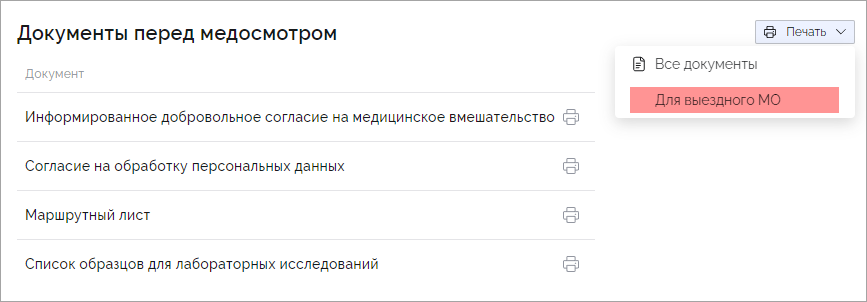 Документы перед медосмотром
Печать
Все документы
Для выездного МО
Документ
Информированное добровольное согласие на медицинское вмешательство
Согласие на обработку персональных данных
Маршрутный лист
Список образцов для лабораторных исследований